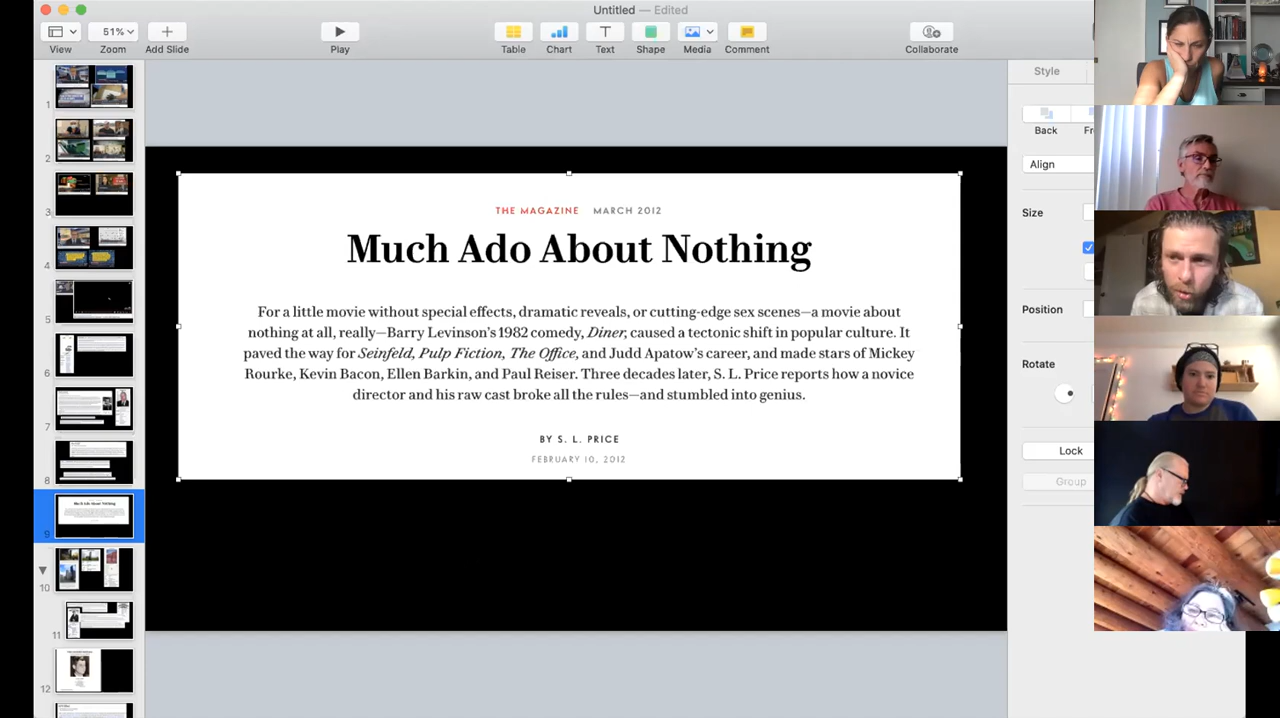 Untitled — Edited
51%
View Zoom Add Slide Play Table Chart Text Shape Media Comment Collaborate
Style
Back
Align
Size
Position
Rotate
Lock
Group
1
2
3
4
5
6
7
8
9
10
11
12
THE MAGAZINE MARCH 2012
Much Ado About Nothing
For a little movie without special effects, dramatic reveals, or cutting-edge sex scenes—a movie about
nothing at all, really—Barry Levinson's 1982 comedy, Diner, caused a tectonic shift in popular culture. It
paved the way for Seinfeld, Pulp Fiction, The Office, and Judd Apatow's career, and made stars of Mickey
Rourke, Kevin Bacon, Ellen Barkin, and Paul Reiser. Three decades later, S. L. Price reports how a novice
director and his raw cast broke all the rules—and stumbled into genius.
BY S. L. PRICE
FEBRUARY 10, 2012
Much Ado About Nothing